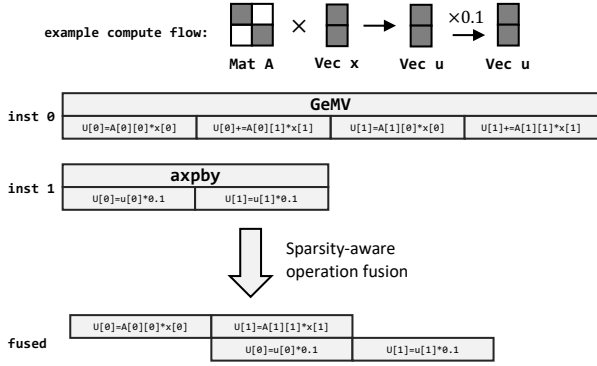 example compute flow:
×
×0.1
Mat A
Vec x
Vec u
Vec u
inst 0
GeMV
U[0]=A[0][0]*x[0]
U[0]+=A[0][1]*x[1]
U[1]=A[1][0]*x[0]
U[1]+=A[1][1]*x[1]
inst 1
axpby
U[0]=u[0]*0.1
U[1]=u[1]*0.1
Sparsity-aware
operation fusion
fused
U[0]=A[0][0]*x[0]
U[1]=A[1][1]*x[1]
U[0]=u[0]*0.1
U[1]=u[1]*0.1